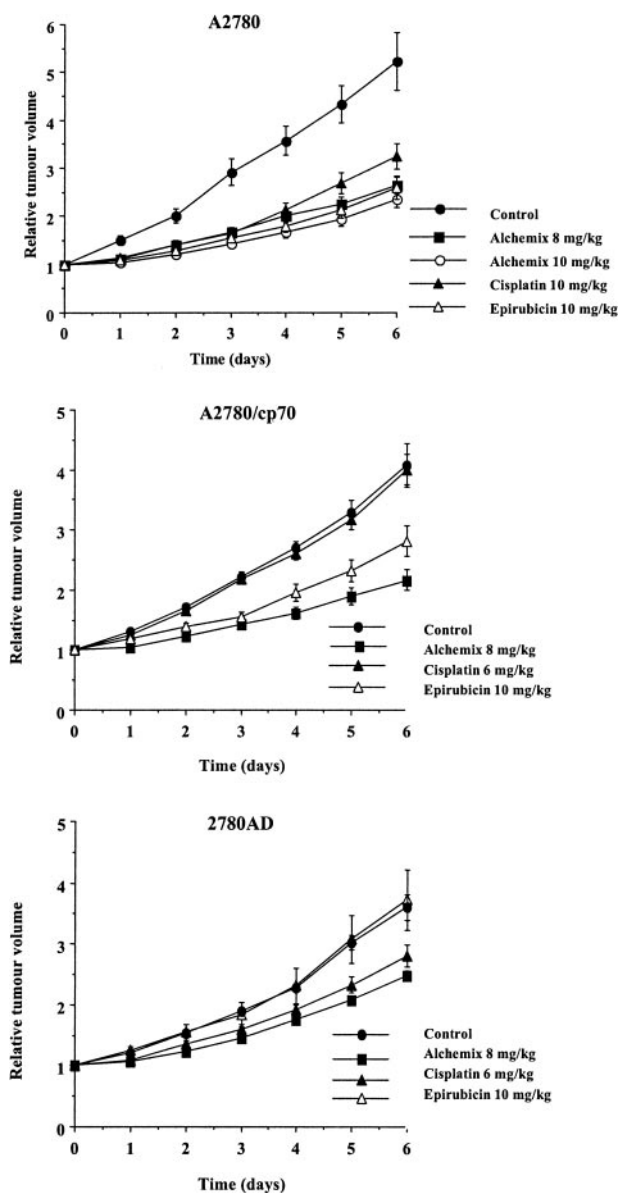 A2780
Relative tumour volume
6
5
4
3
2
1
0
0 1 2 3 4 5 6
Time (days)
Control
Alchemix 8 mg/kg
Alchemix 10 mg/kg
Cisplatin 10 mg/kg
Epirubicin 10 mg/kg
A2780/cp70
Relative tumour volume
5
4
3
2
1
0
0 1 2 3 4 5 6
Time (days)
Control
Alchemix 8 mg/kg
Cisplatin 6 mg/kg
Epirubicin 10 mg/kg
2780AD
Relative tumour volume
5
4
3
2
1
0
0 1 2 3 4 5 6
Time (days)
Control
Alchemix 8 mg/kg
Cisplatin 6 mg/kg
Epirubicin 10 mg/kg